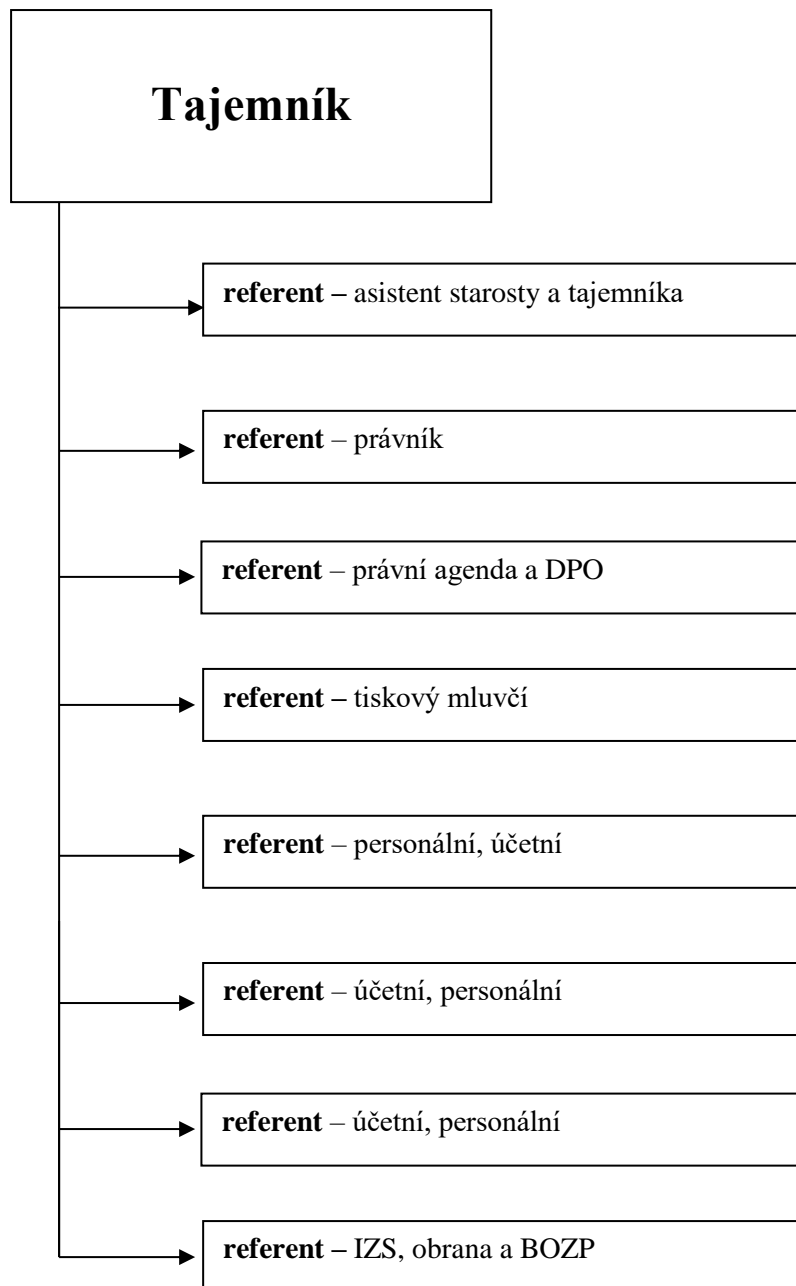 Tajemník
referent – asistent starosty a tajemníka
referent – právník
referent – právní agenda a DPO
referent – tiskový mluvčí
referent – personální, účetní
referent – účetní, personální
referent – účetní, personální
referent – IZS, obrana a BOZP